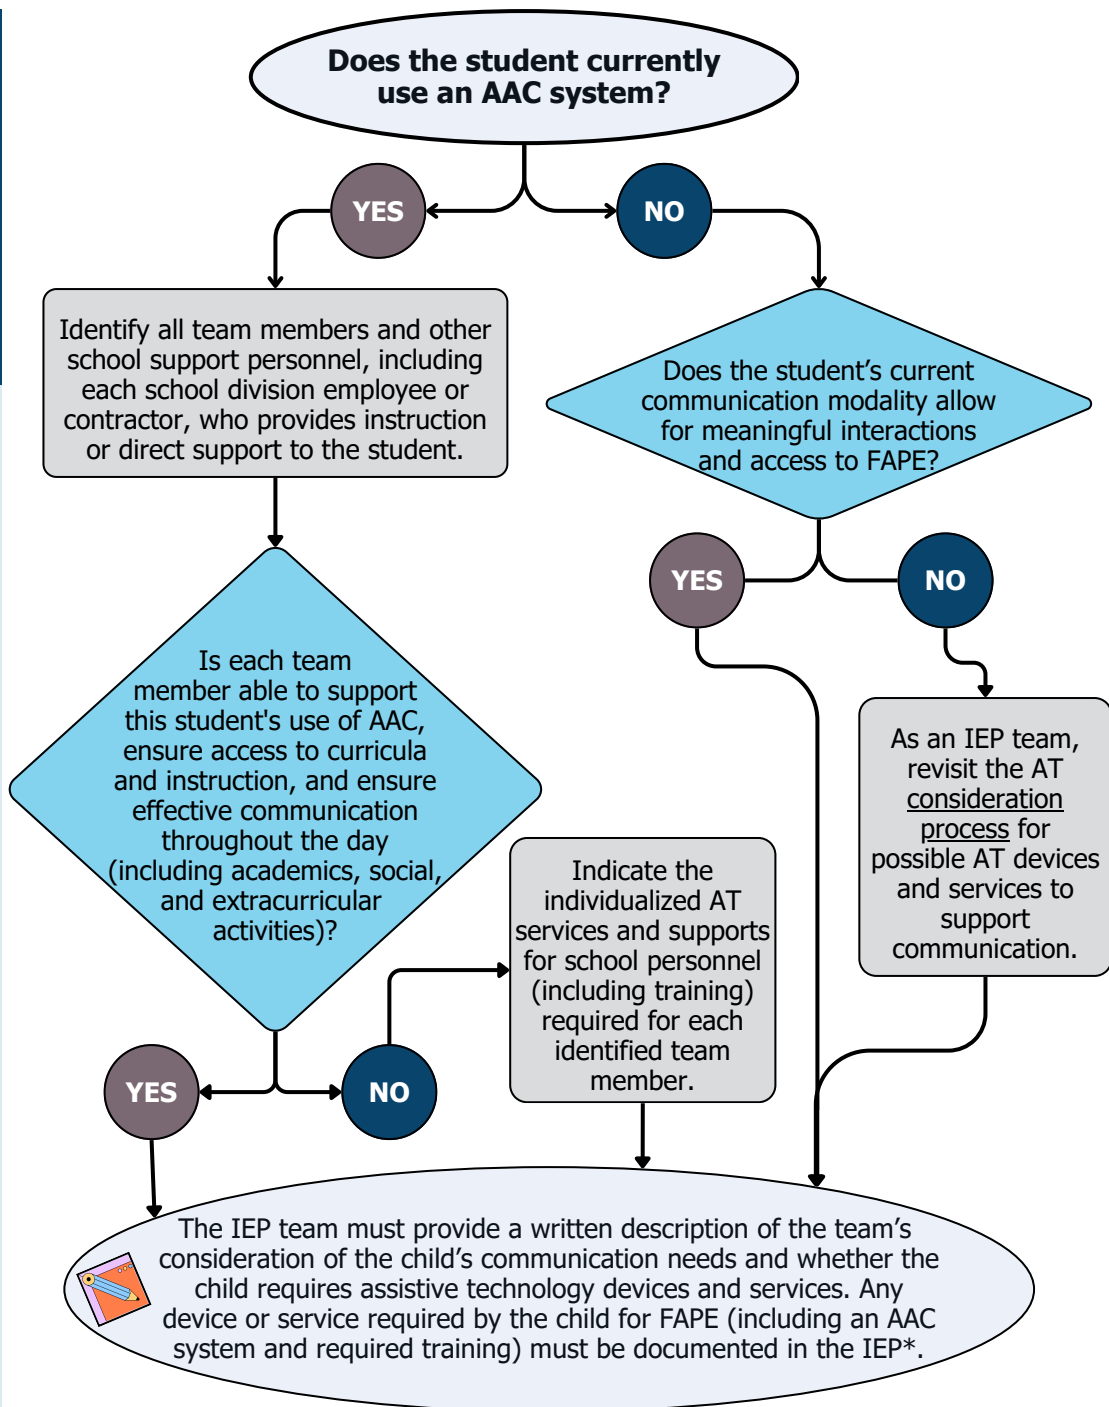 Does the student currently
use an AAC system?
YES
NO
Identify all team members and other
school support personnel, including
each school division employee or
contractor, who provides instruction
or direct support to the student.
Does the student’s current
communication modality allow
for meaningful interactions
and access to FAPE?
YES
NO
Is each team
member able to support
this student's use of AAC,
ensure access to curricula
and instruction, and ensure
effective communication
throughout the day
(including academics, social,
and extracurricular
activities)?
As an IEP team,
revisit the AT
consideration
process for
possible AT devices
and services to
support
communication.
Indicate the
individualized AT
services and supports
for school personnel
(including training)
required for each
identified team
member.
YES
NO
The IEP team must provide a written description of the team’s
consideration of the child’s communication needs and whether the
child requires assistive technology devices and services. Any
device or service required by the child for FAPE (including an AAC
system and required training) must be documented in the IEP*.